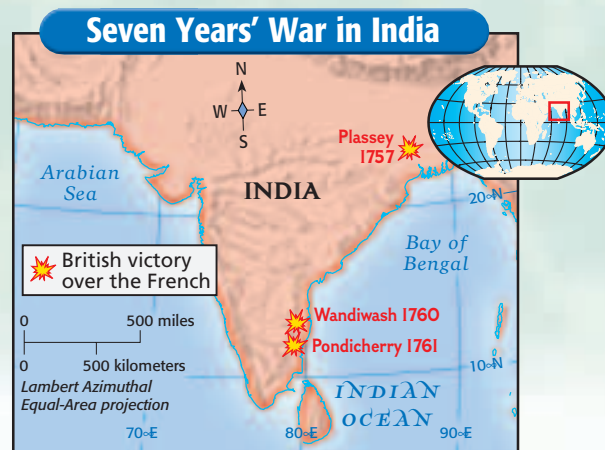 Seven Years' War in India
N
W E
S
Plassey
1757
Arabian
Sea
INDIA
20°N
Bay of
Bengal
British victory
over the French
Wandiwash 1760
Pondicherry 1761
0 500 miles
0 500 kilometers
Lambert Azimuthal
Equal-Area projection
10°N
INDIAN
OCEAN
70°E
80°E
90°E